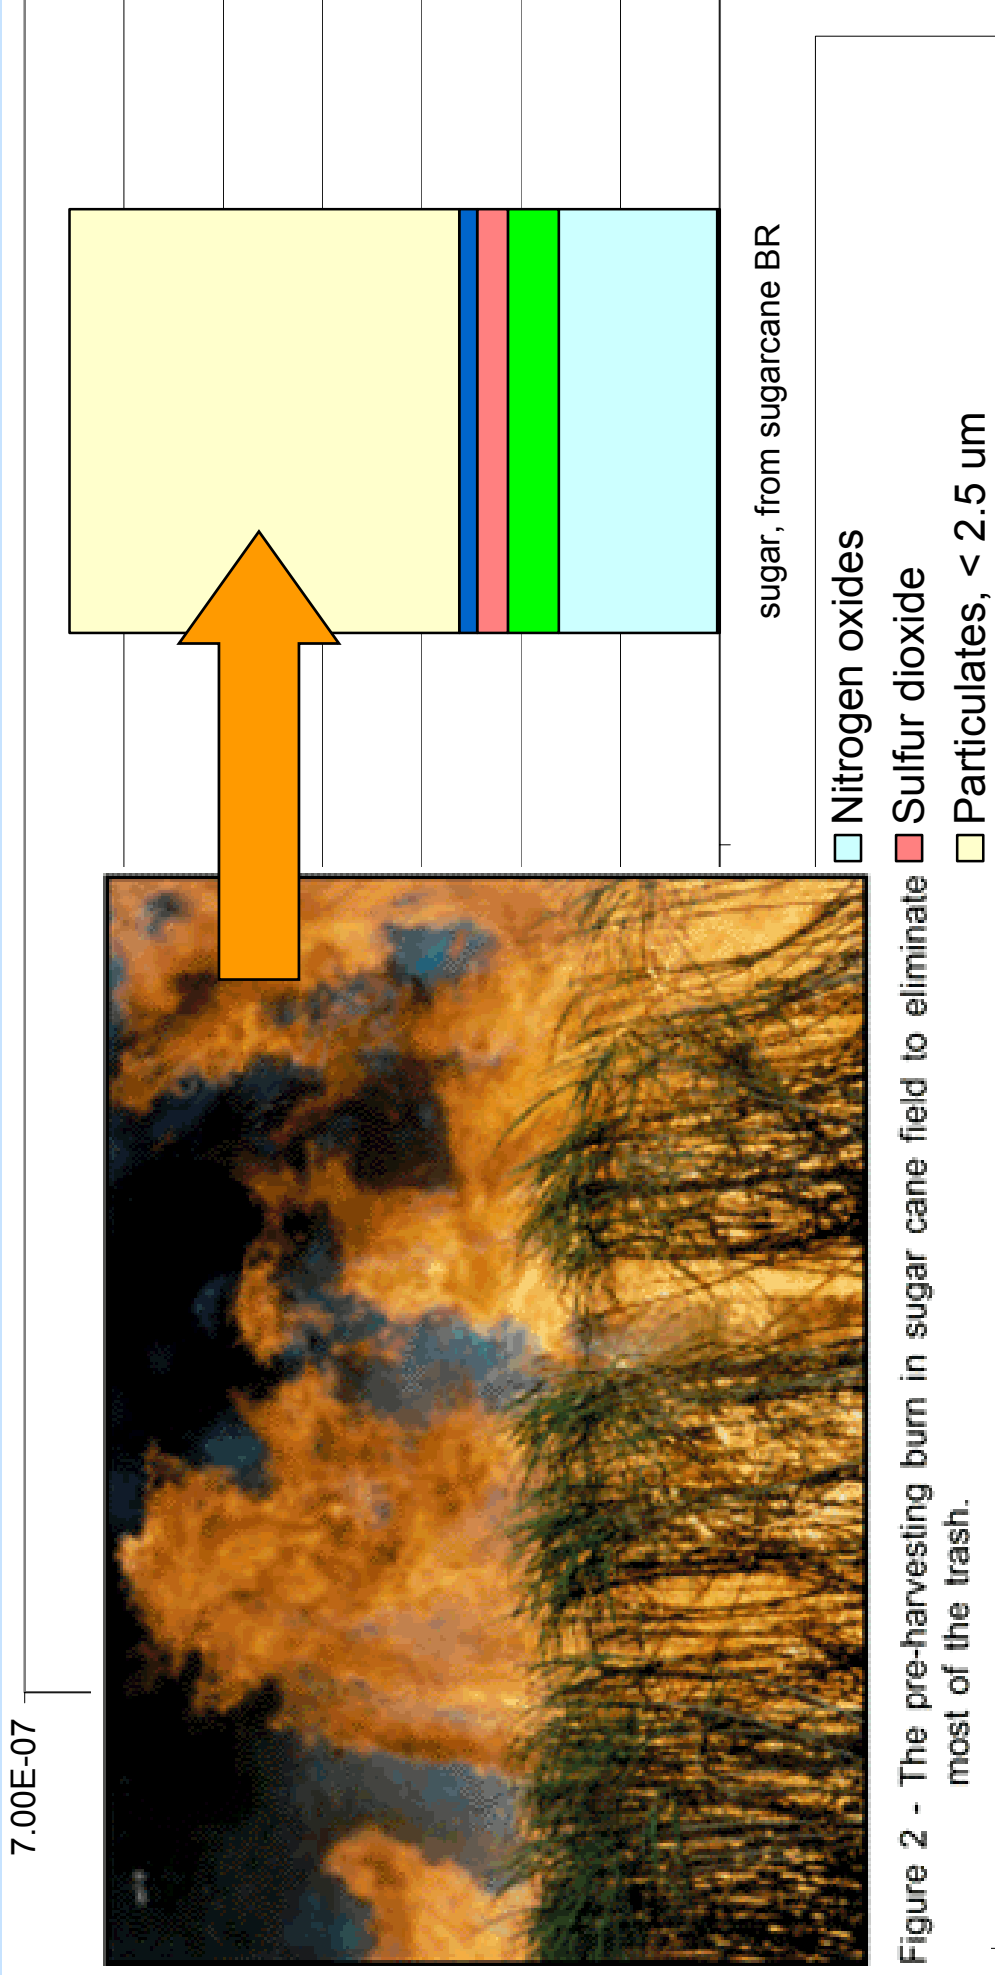 7.00E-07
sugar, from sugarcane BR
Nitrogen oxides
Sulfur dioxide
Particulates, < 2.5 um
Figure 2 - The pre-harvesting burn in sugar cane field to eliminate
most of the trash.